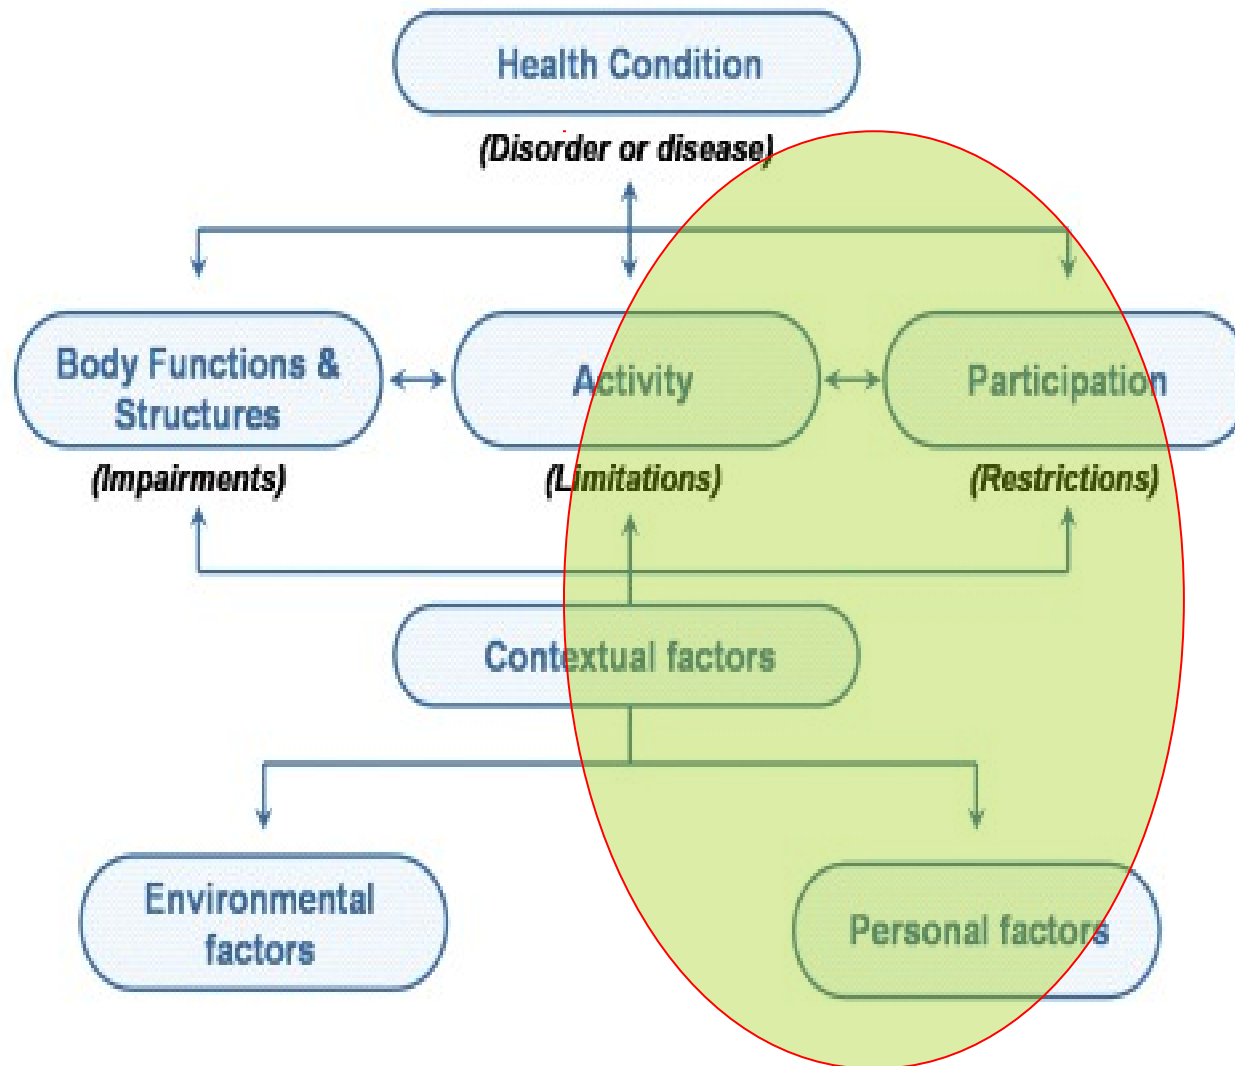 Health Condition
(Disorder or disease)
Body Functions &
Structures
Activity
Participation
(Impairments)
(Limitations)
(Restrictions)
Contextual factors
Environmental
factors
Personal factors